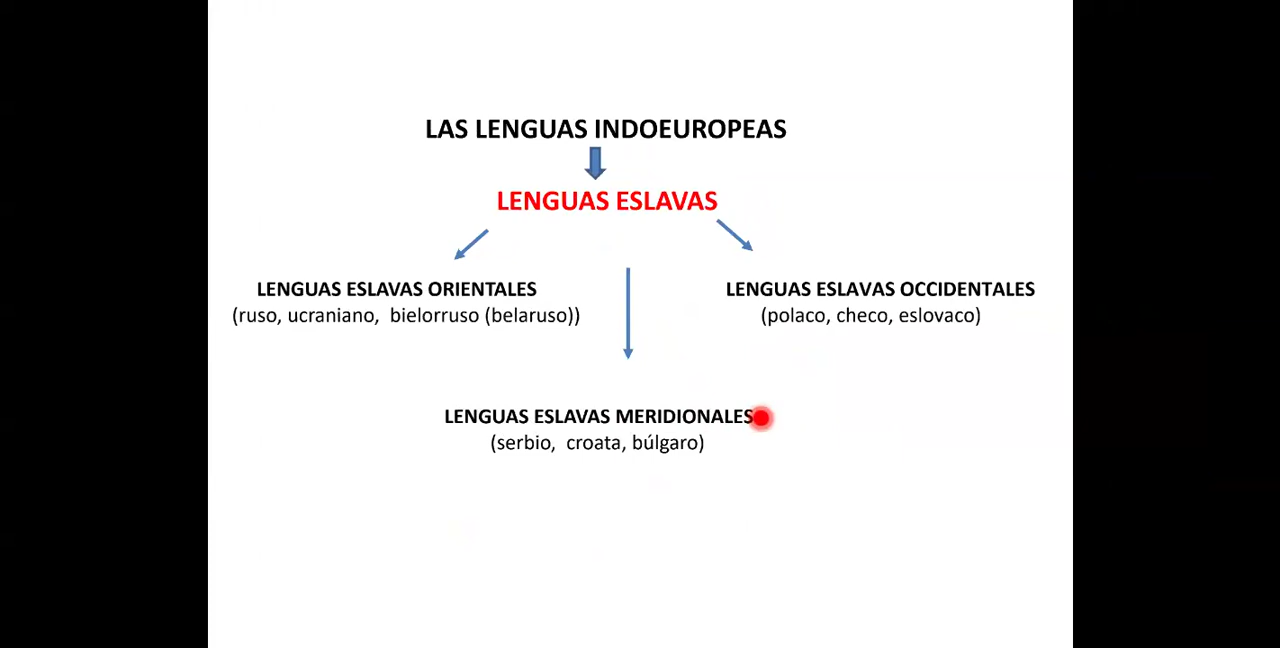 LAS LENGUAS INDOEUROPEAS
LENGUAS ESLAVAS
LENGUAS ESLAVAS ORIENTALES
(ruso, ucraniano, bielorruso (belaruso))
LENGUAS ESLAVAS OCCIDENTALES
(polaco, checo, eslovaco)
LENGUAS ESLAVAS MERIDIONALES
(serbio, croata, búlgaro)